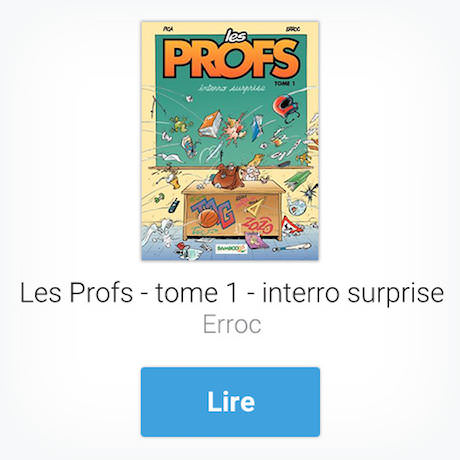 PICA ERROC
les
PROFS
TOME 1
interro surprise
BAMBOO
Les Profs - tome 1 - interro surprise
Erroc
Lire